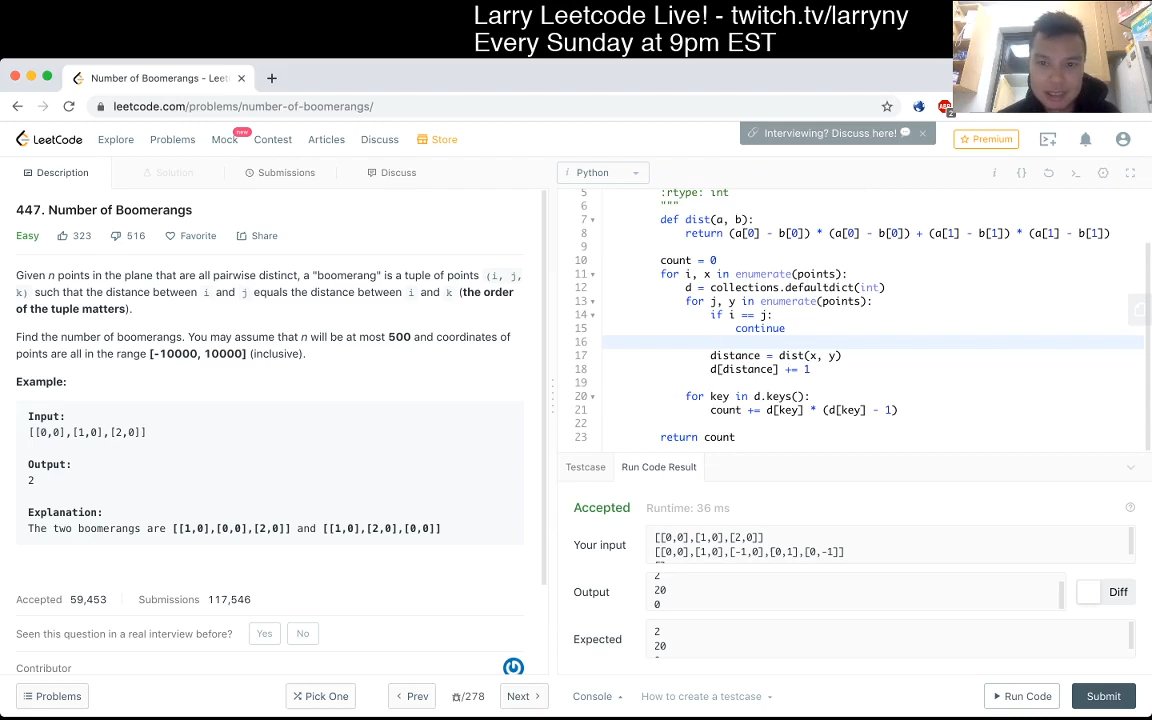 Larry Leetcode Live! - twitch.tv/larryny
Every Sunday at 9pm EST
Number of Boomerangs - Leet
leetcode.com/problems/number-of-boomerangs/
LeetCode Explore Problems Mock new Contest Articles Discuss Store
Interviewing? Discuss here!
Premium
Description Solution Submissions Discuss
i Python
447. Number of Boomerangs
Easy 323 516 Favorite Share
Given n points in the plane that are all pairwise distinct, a "boomerang" is a tuple of points (i, j,
k) such that the distance between i and j equals the distance between i and k (the order
of the tuple matters).
Find the number of boomerangs. You may assume that n will be at most 500 and coordinates of
points are all in the range [-10000, 10000] (inclusive).
Example:
Input:
[[0,0],[1,0],[2,0]]
Output:
2
Explanation:
The two boomerangs are [[1,0],[0,0],[2,0]] and [[1,0],[2,0],[0,0]]
Accepted 59,453 Submissions 117,546
Seen this question in a real interview before? Yes No
Contributor
Problems Pick One Prev /278 Next
5 :rtype: int
6 """
7 def dist(a, b):
8 return (a[0] - b[0]) * (a[0] - b[0]) + (a[1] - b[1]) * (a[1] - b[1])
9
10 count = 0
11 for i, x in enumerate(points):
12 d = collections.defaultdict(int)
13 for j, y in enumerate(points):
14 if i == j:
15 continue
16
17 distance = dist(x, y)
18 d[distance] += 1
19
20 for key in d.keys():
21 count += d[key] * (d[key] - 1)
22
23 return count
Testcase Run Code Result
Accepted Runtime: 36 ms
Your input
[[0,0],[1,0],[2,0]]
[[0,0],[1,0],[-1,0],[0,1],[0,-1]]
Output
2
20
0
Diff
Expected
2
20
Console How to create a testcase Run Code Submit